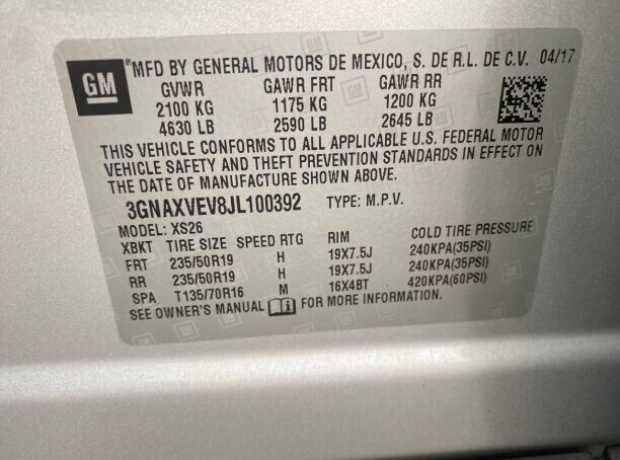 GM
®
*MFD BY GENERAL MOTORS DE MEXICO, S. DE R.L. DE C.V. 04/17
GVWR GAWR FRT GAWR RR
2100 KG 1175 KG 1200 KG
4630 LB 2590 LB 2645 LB
THIS VEHICLE CONFORMS TO ALL APPLICABLE U.S. FEDERAL MOTOR
VEHICLE SAFETY AND THEFT PREVENTION STANDARDS IN EFFECT ON
THE DATE OF MANUFACTURE SHOWN ABOVE.
3GNAXVEV8JL100392 TYPE: M.P.V.
MODEL: XS26
XBKT TIRE SIZE SPEED RTG RIM COLD TIRE PRESSURE
FRT 235/50R19 H 19X7.5J 240KPA(35PSI)
RR 235/50R19 H 19X7.5J 240KPA(35PSI)
SPA T135/70R16 M 16X4BT 420KPA(60PSI)
SEE OWNER'S MANUAL FOR MORE INFORMATION.